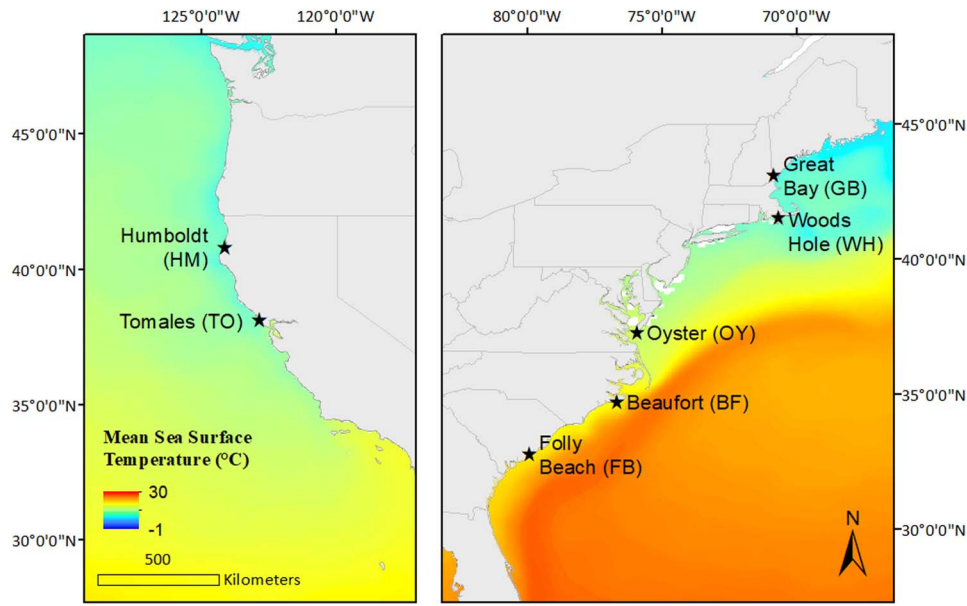 125°0'0"W 120°0'0"W 80°0'0"W 75°0'0"W 70°0'0"W
45°0'0"N
40°0'0"N
35°0'0"N
30°0'0"N
Humboldt
(HM)
Tomales (TO)
Mean Sea Surface
Temperature (°C)
30
-1
500
Kilometers
Great
Bay (GB)
Woods
Hole (WH)
Oyster (OY)
Beaufort (BF)
Folly
Beach (FB)
N
45°0'0"N
40°0'0"N
35°0'0"N
30°0'0"N